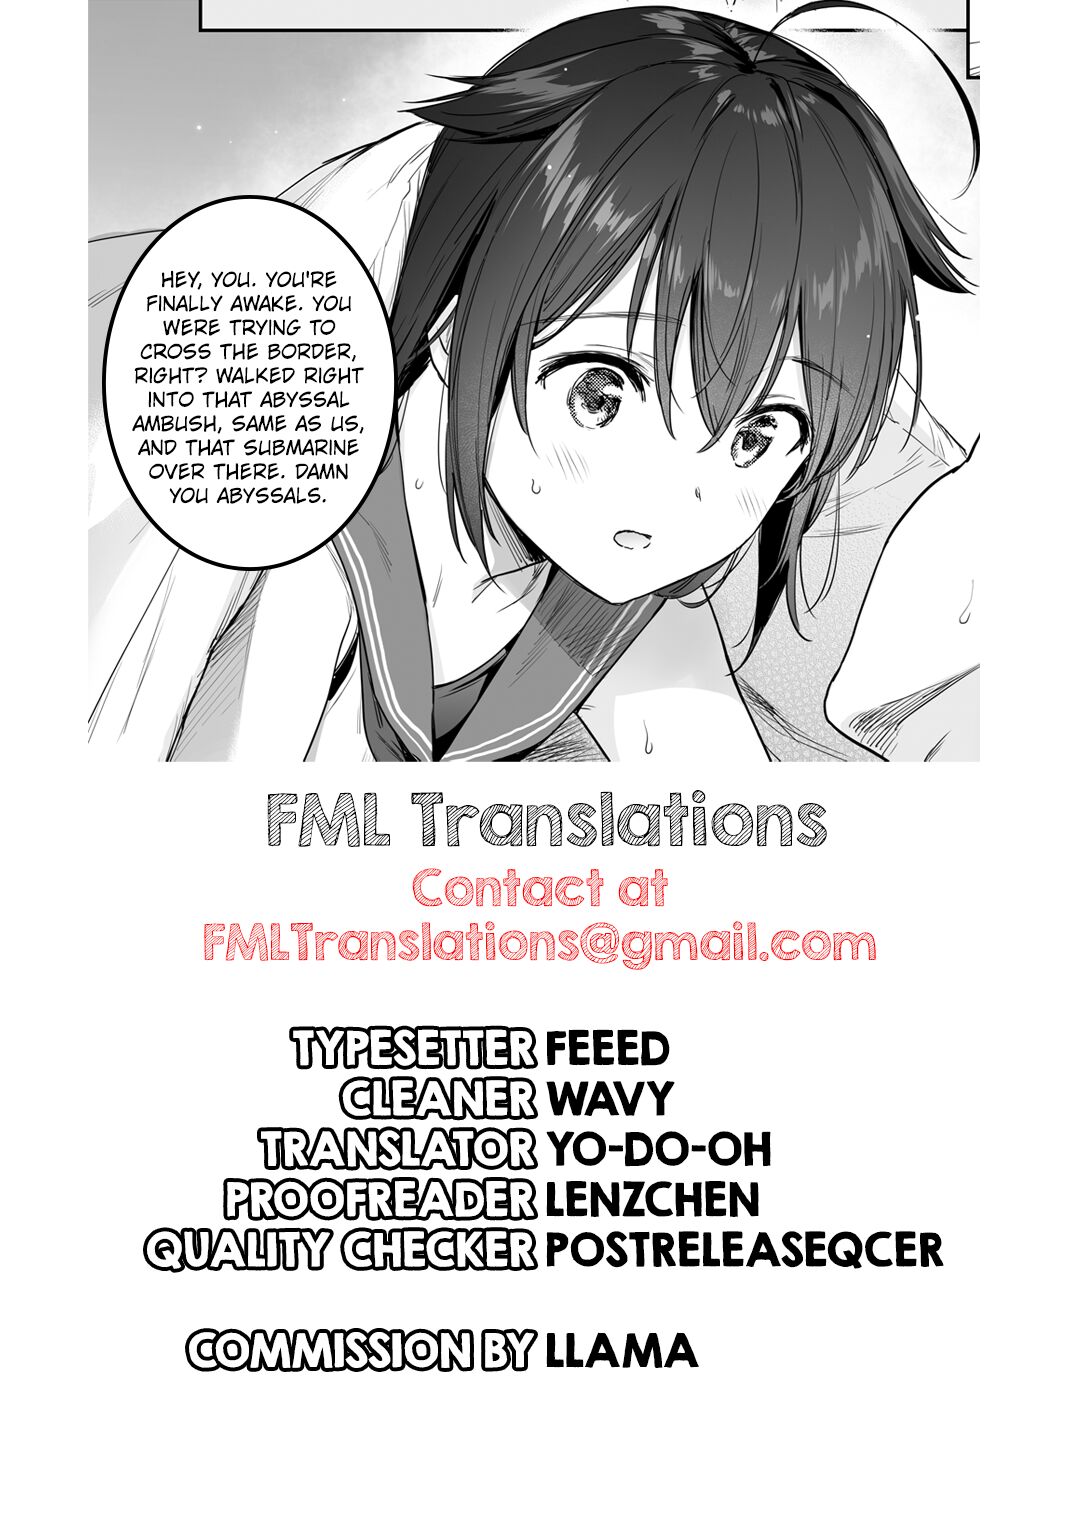 HEY, YOU. YOU'RE
FINALLY AWAKE. YOU
WERE TRYING TO
CROSS THE BORDER,
RIGHT? WALKED RIGHT
INTO THAT ABYSSAL
AMBUSH, SAME AS US,
AND THAT SUBMARINE
OVER THERE. DAMN
YOU ABYSSALS.
FML Translations
Contact at
FMLTranslations@gmail.com
TYPESETTER FEEED
CLEANER WAVY
TRANSLATOR YO-DO-OH
PROOFREADER LENZCHEN
QUALITY CHECKER POSTRELEASEQCER
COMMISSION BY LLAMA